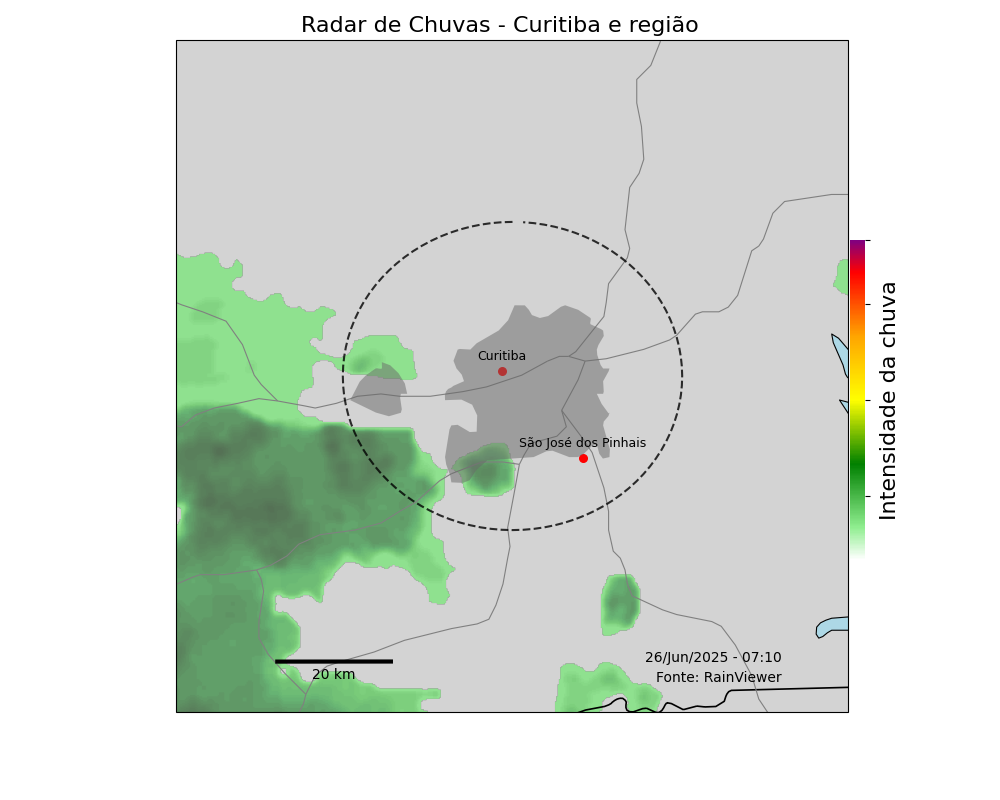 Radar de Chuvas - Curitiba e região
Curitiba
São José dos Pinhais
Intensidade da chuva
26/Jun/2025 - 07:10
Fonte: RainViewer
20 km